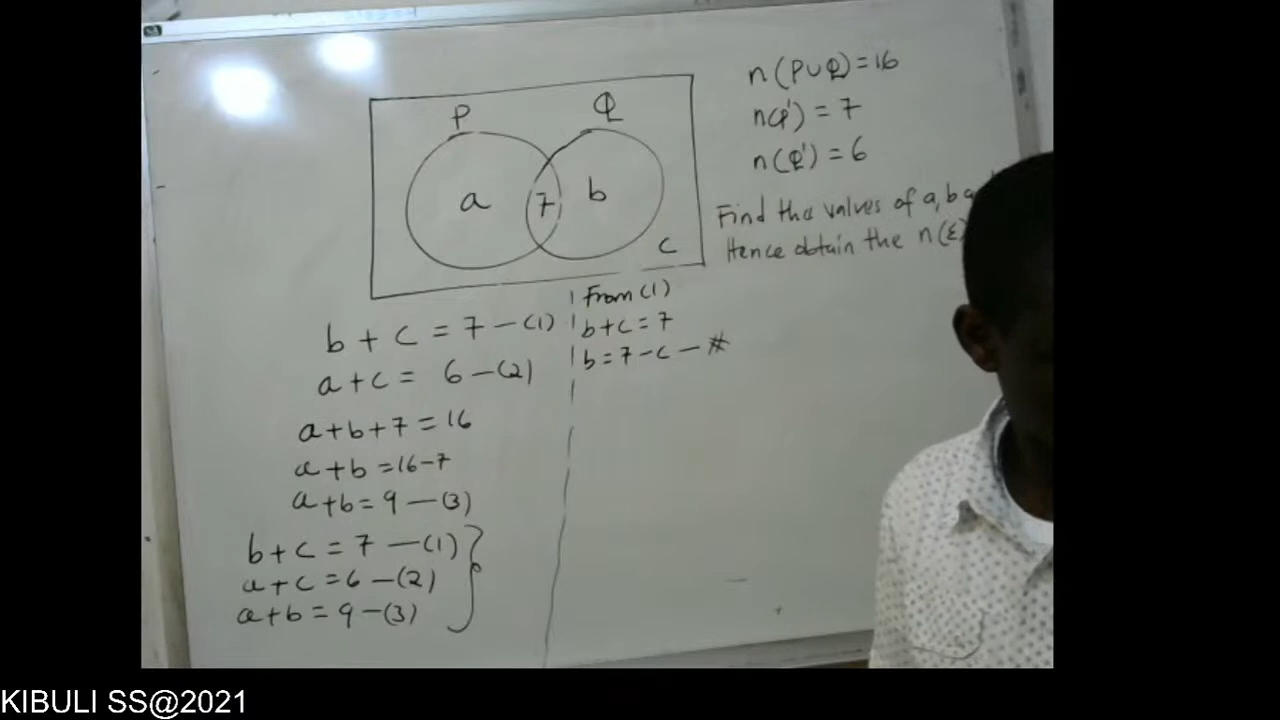 P
Q
a
7
b
c
n(P∪Q)=16
n(P')=7
n(Q')=6
Find the values of a, b
Hence obtain the n(Ɛ)
b+c=7—(1)
a+c=6—(2)
a+b+7=16
a+b=16-7
a+b=9—(3)
b+c=7—(1)
a+c=6—(2)
a+b=9—(3)
From (1)
b+c=7
b=7-c—*
KIBULI SS@2021